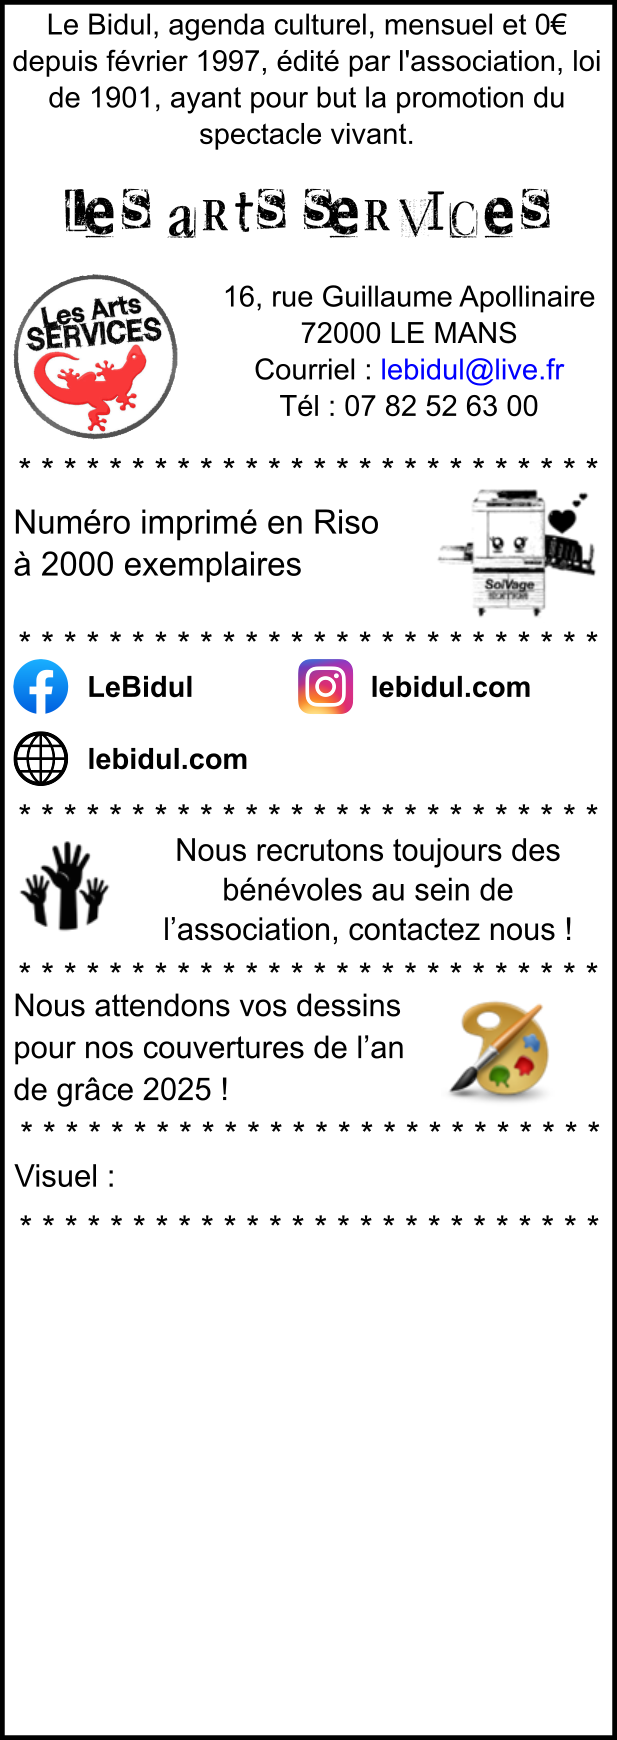 Le Bidul, agenda culturel, mensuel et 0€
depuis février 1997, édité par l'association, loi
de 1901, ayant pour but la promotion du
spectacle vivant.
Les aRts SeRVICes
Les Arts
SERVICES
16, rue Guillaume Apollinaire
72000 LE MANS
Courriel : lebidul@live.fr
Tél : 07 82 52 63 00
* * * * * * * * * * * * * * * * * * * * * * * * * *
Numéro imprimé en Riso
à 2000 exemplaires
SolVage
* * * * * * * * * * * * * * * * * * * * * * * * * *
LeBidul
lebidul.com
lebidul.com
* * * * * * * * * * * * * * * * * * * * * * * * * *
Nous recrutons toujours des
bénévoles au sein de
l’association, contactez nous !
* * * * * * * * * * * * * * * * * * * * * * * * * *
Nous attendons vos dessins
pour nos couvertures de l’an
de grâce 2025 !
* * * * * * * * * * * * * * * * * * * * * * * * * *
Visuel :
* * * * * * * * * * * * * * * * * * * * * * * * * *